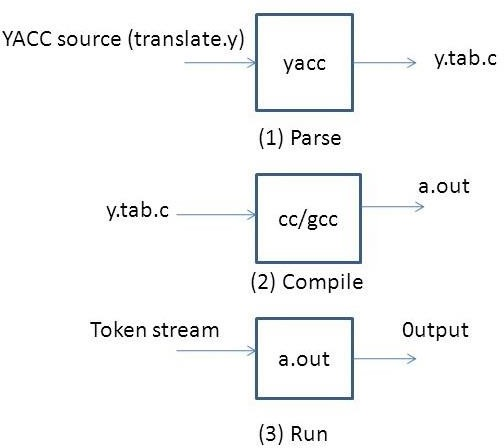 YACC source (translate.y)
yacc
y.tab.c
(1) Parse
y.tab.c
cc/gcc
a.out
(2) Compile
Token stream
a.out
0utput
(3) Run